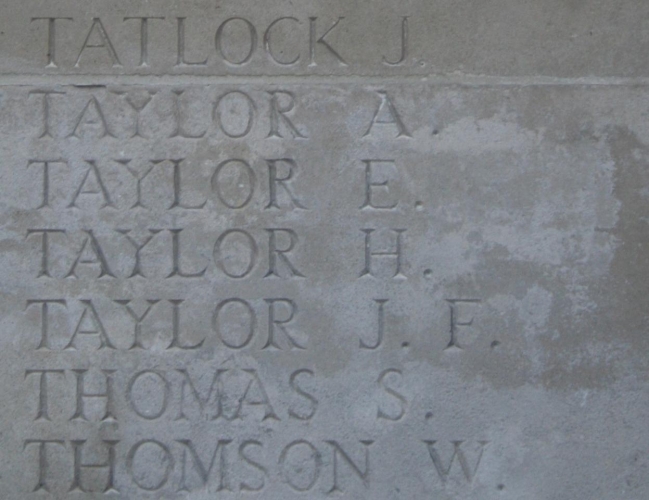 TATLOCK J.
TAYLOR A.
TAYLOR E.
TAYLOR H.
TAYLOR J. F.
THOMAS S.
THOMSON W.